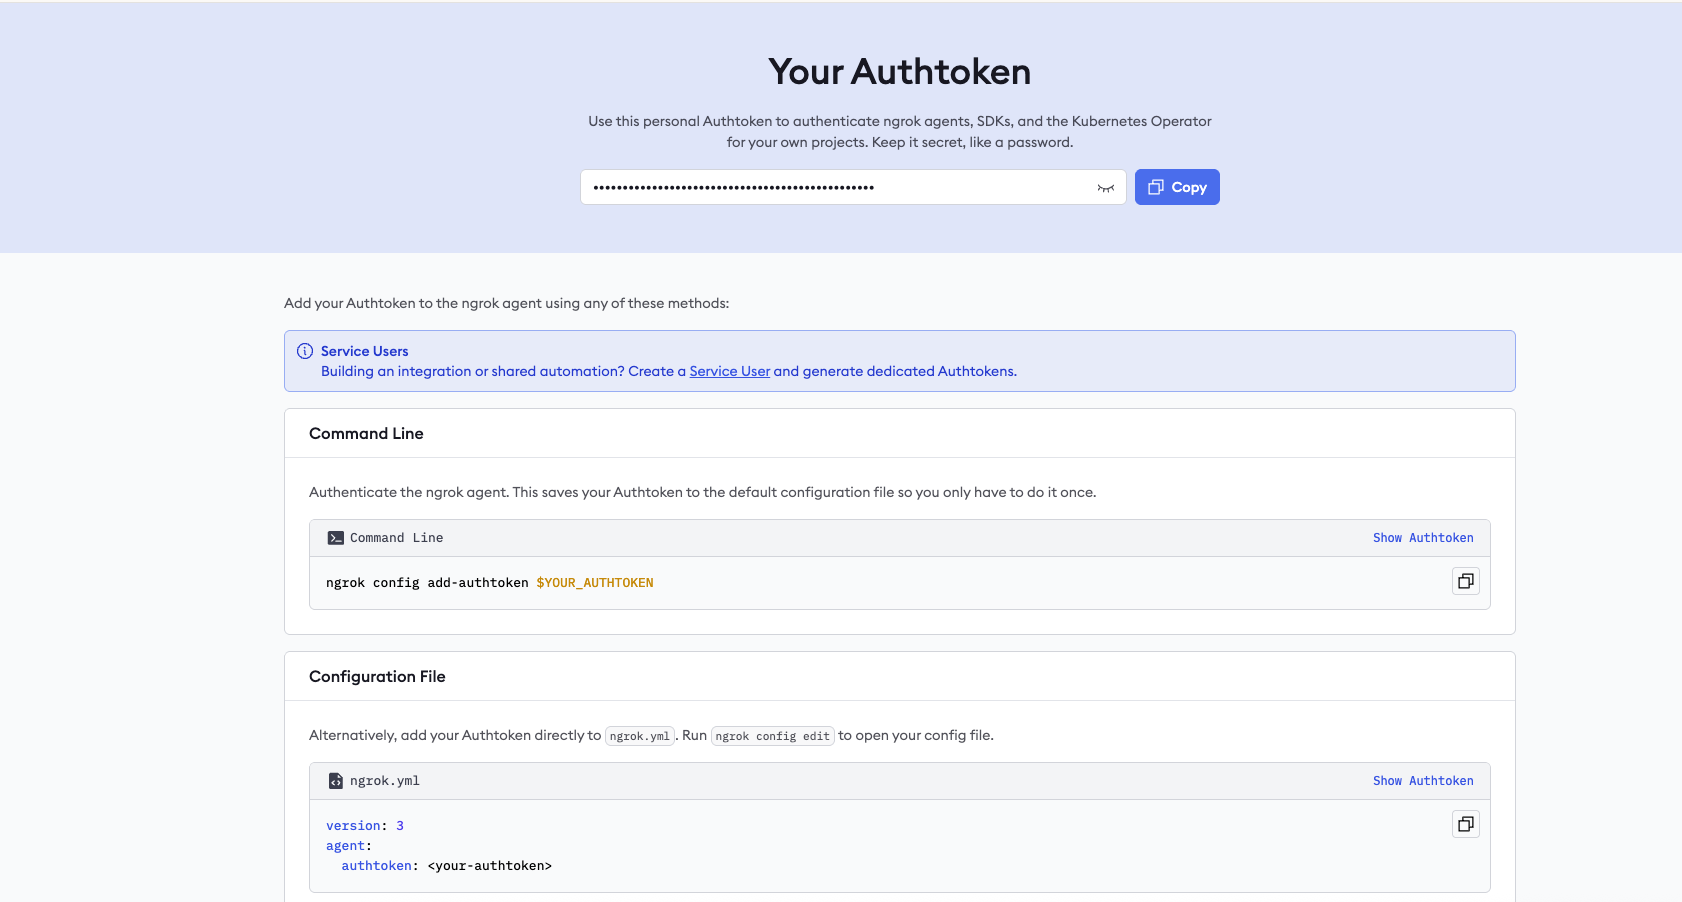 Your Authtoken
Use this personal Authtoken to authenticate ngrok agents, SDKs, and the Kubernetes Operator
for your own projects. Keep it secret, like a password.
••••••••••••••••••••••••••••••••••••••••••••••••• Copy
Add your Authtoken to the ngrok agent using any of these methods:
Service Users
Building an integration or shared automation? Create a Service User and generate dedicated Authtokens.
Command Line
Authenticate the ngrok agent. This saves your Authtoken to the default configuration file so you only have to do it once.
Command Line Show Authtoken
ngrok config add-authtoken $YOUR_AUTHTOKEN
Configuration File
Alternatively, add your Authtoken directly to ngrok.yml. Run ngrok config edit to open your config file.
ngrok.yml Show Authtoken
version: 3
agent:
  authtoken: <your-authtoken>